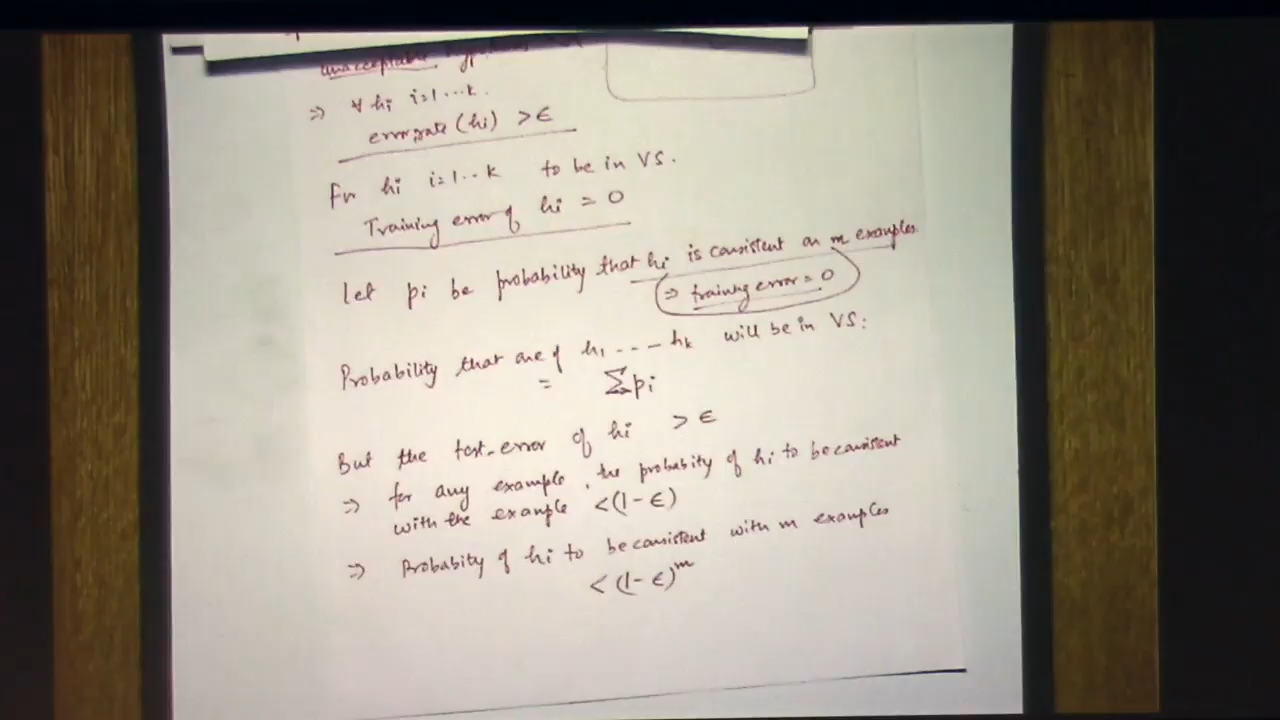 unacceptable
⇒ ∀ hi i=1...k.
error rate (hi) > ϵ
For hi i=1..k to be in VS.
Training error of hi = 0
Let pi be probability that hi is consistent on m examples.
⇒ training error = 0
Probability that one of h1 ---- hk will be in VS:
= Σpi
But the test-error of hi > ϵ
⇒ for any example, the probabity of hi to be consistent
with the example < (1-ϵ)
⇒ Probabity of hi to be consistent with m examples
< (1-ϵ)^m